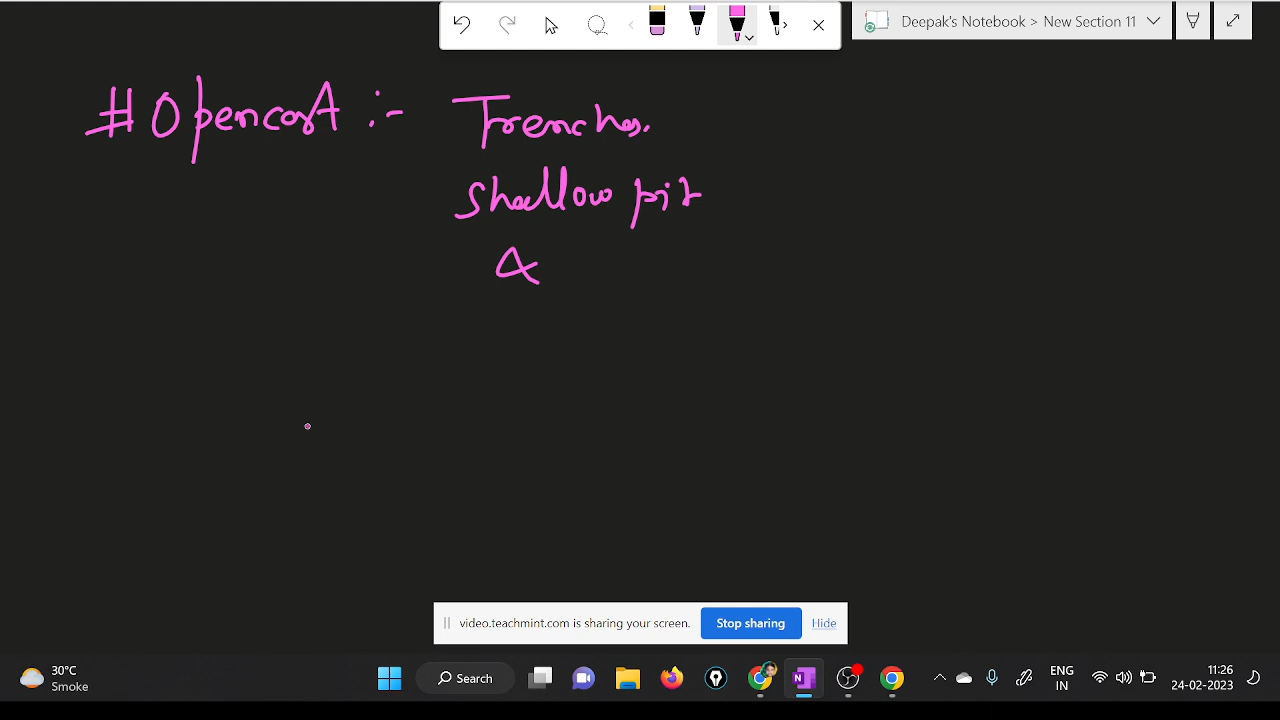 Deepak's Notebook > New Section 11
#Opencast :- Trenches.
Shallow pit
&
video.teachmint.com is sharing your screen.
Stop sharing
Hide
30°C
Smoke
Search
ENG
IN
11:26
24-02-2023